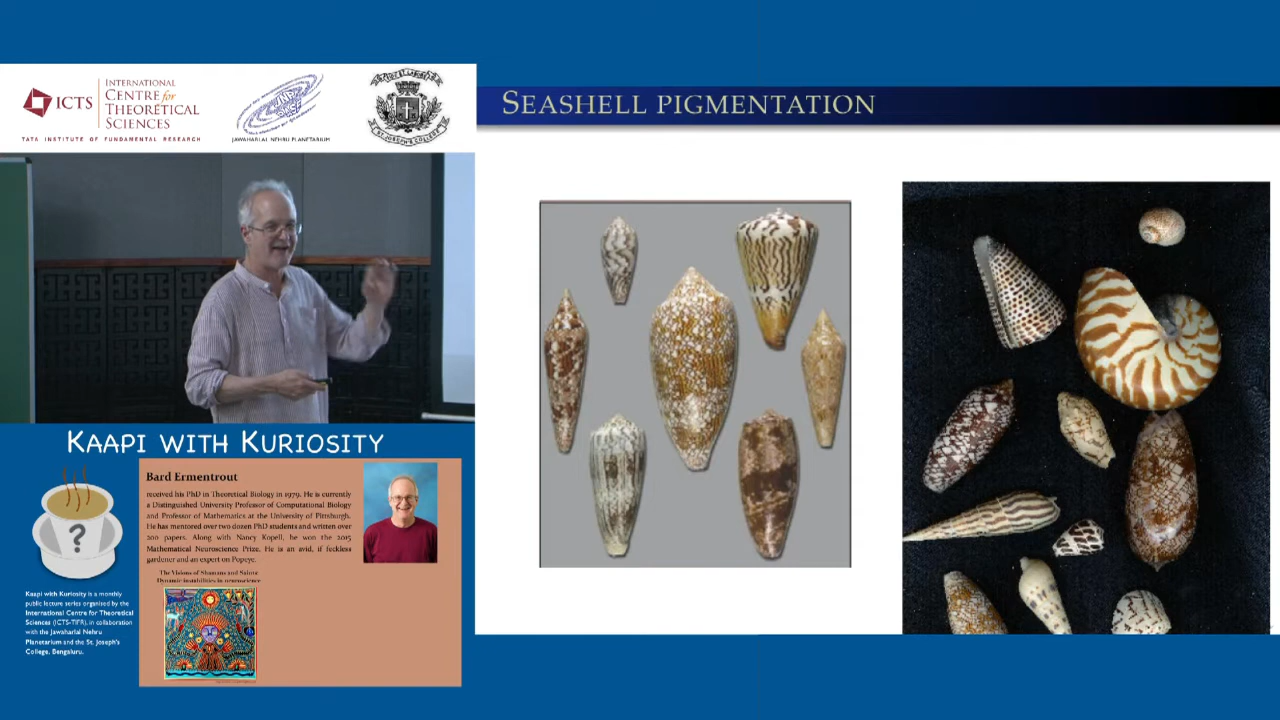 ICTS
INTERNATIONAL
CENTRE for
THEORETICAL
SCIENCES
TATA INSTITUTE OF FUNDAMENTAL RESEARCH
JAWAHARLAL NEHRU PLANETARIUM
SEASHELL PIGMENTATION
KAAPI WITH KURIOSITY
?
Kaapi with Kuriosity is a monthly
public lecture series organised by the
International Centre for Theoretical
Sciences (ICTS-TIFR), in collaboration
with the Jawaharlal Nehru
Planetarium and the St. Joseph's
College, Bengaluru.
Bard Ermentrout
received his PhD in Theoretical Biology in 1979. He is currently
a Distinguished University Professor of Computational Biology
and Professor of Mathematics at the University of Pittsburgh.
He has mentored over two dozen PhD students and written over
200 papers. Along with Nancy Kopell, he won the 2015
Mathematical Neuroscience Prize. He is an avid, if feckless
gardener and an expert on Popeye.
The Visions of Shamans and Saints
Dynamic instabilities in neuroscience